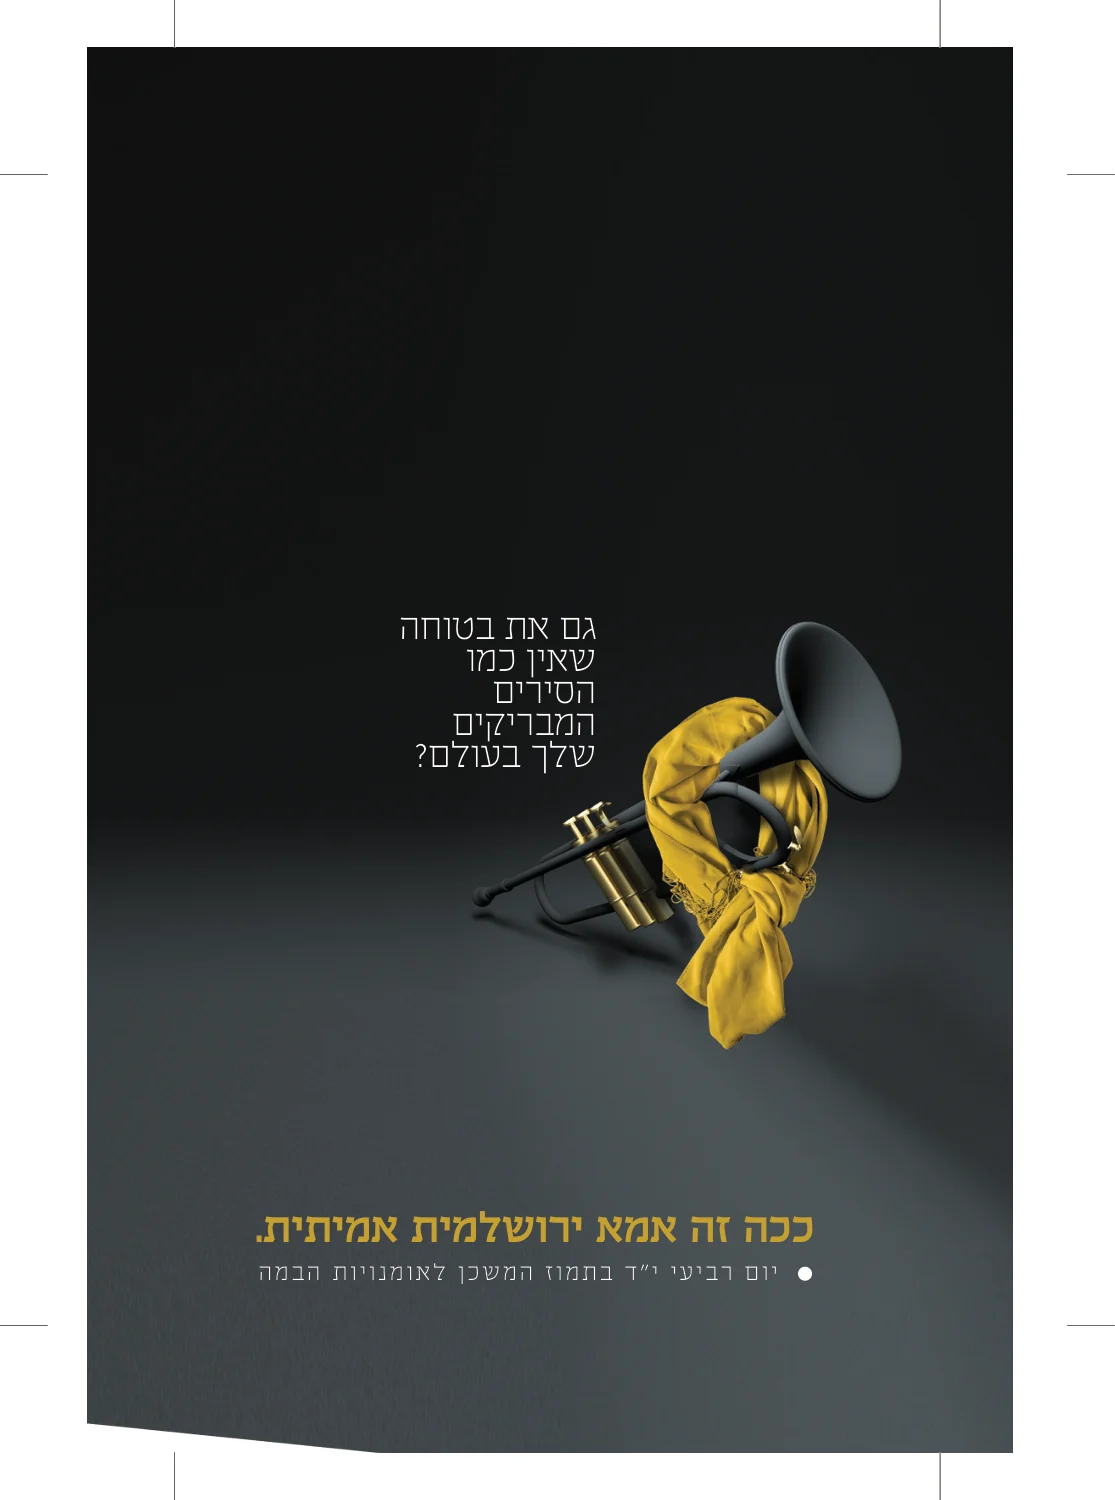 גם את בטוחה
שאין כמו
הסירים
המבריקים
שלך בעולם?
ככה זה אמא ירושלמית אמיתית.
● יום רביעי י״ד בתמוז המשכן לאומנויות הבמה